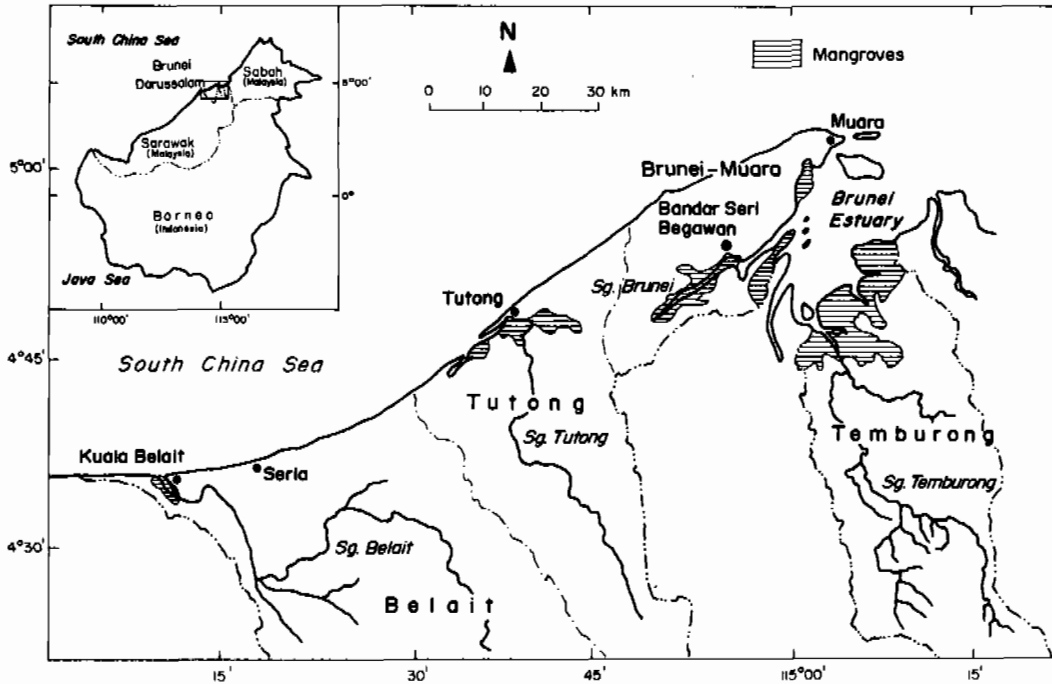 South China Sea
Brunei
Darussalam
Sabah
(Malaysia)
Sarawak
(Malaysia)
Borneo
(Indonesia)
Java Sea
5°00'
0°
110°00'
115°00'
N
0 10 20 30 km
Mangroves
5°00'
4°45'
4°30'
Muara
Brunei-Muara
Brunei
Estuary
Bandar Seri
Begawan
Sg. Brunei
Tutong
South China Sea
Tutong
Sg. Tutong
Temburong
Sg. Temburong
Kuala Belait
Seria
Sg. Belait
Belait
15'
30'
45'
115°00'
15'